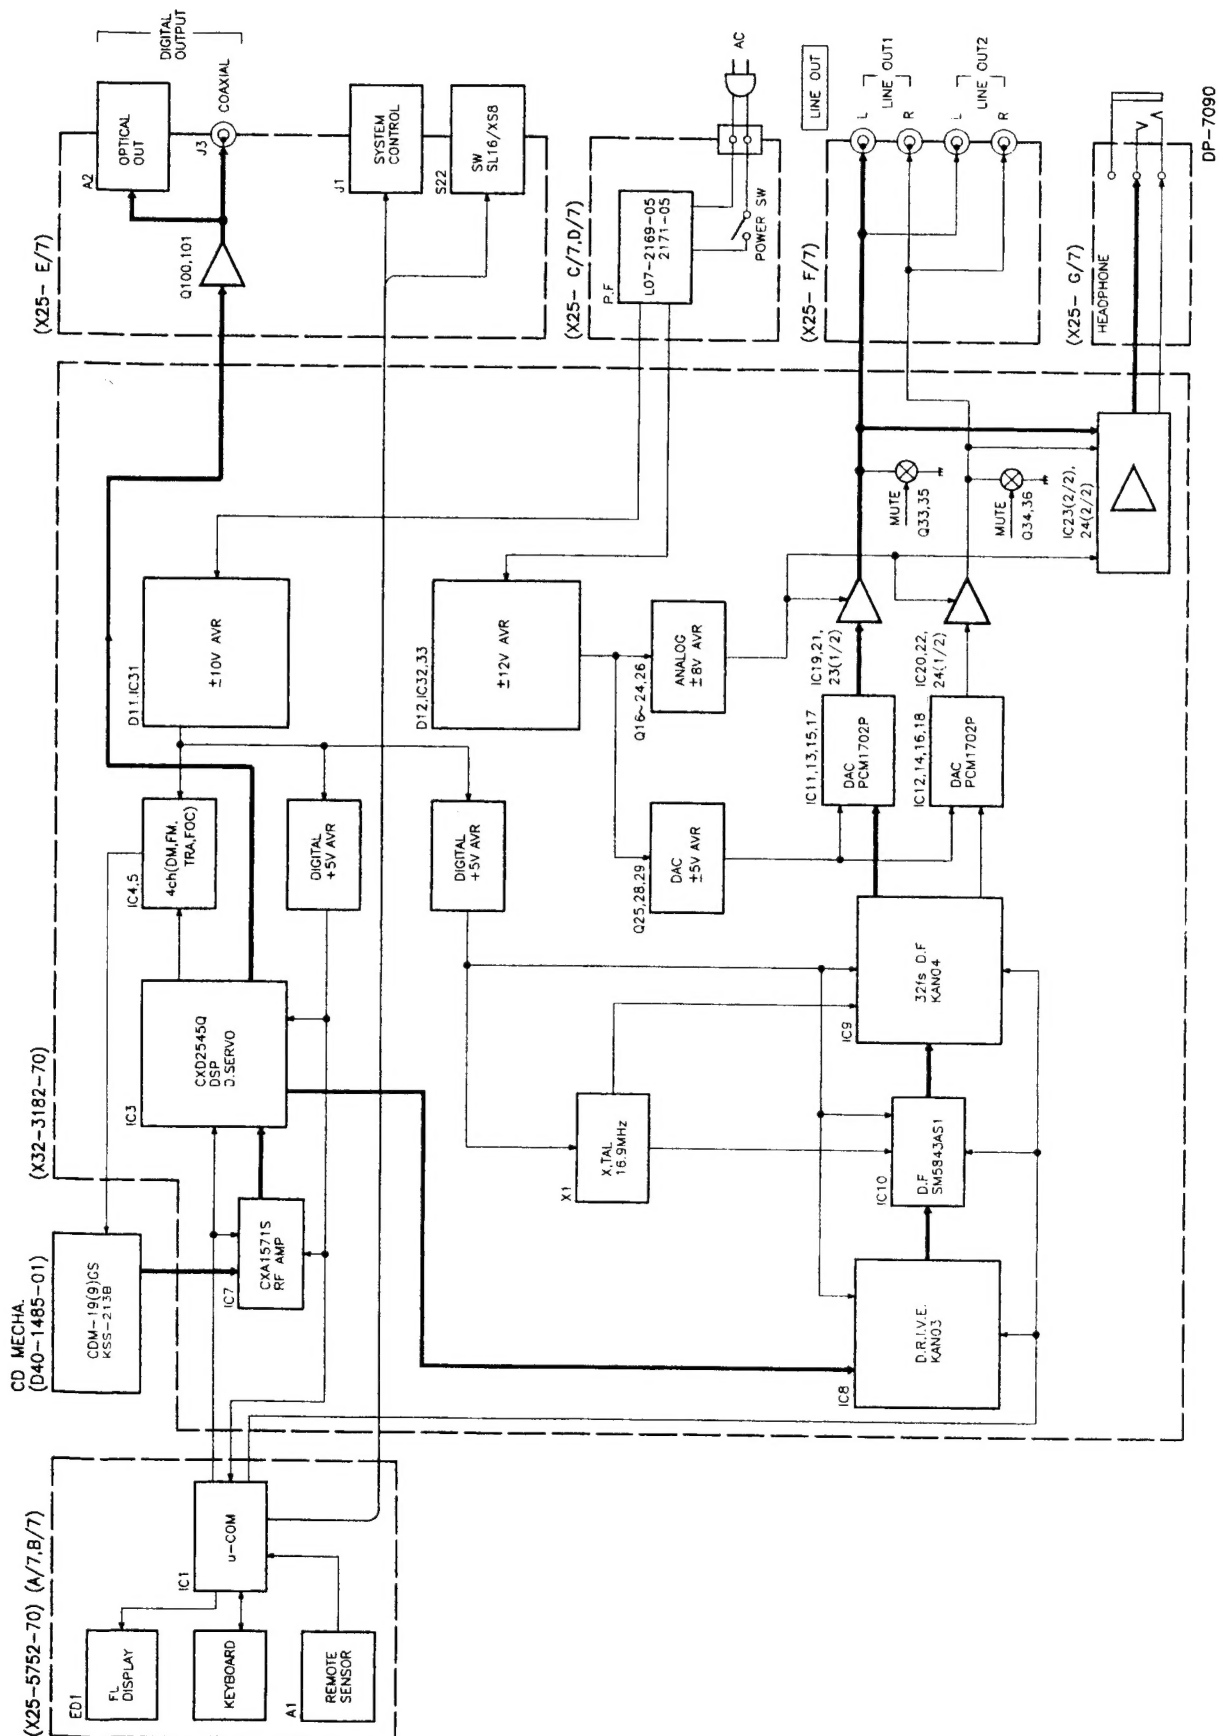 (X25-5752-70) (A/7,B/7)
ED1
FL
DISPLAY
KEYBOARD
A1
REMOTE
SENSOR
IC1
u-COM
CD MECHA.
(D40-1485-01)
CDM-19(9)GS
KSS-213B
(X32-3182-70)
IC7
CXA1571S
RF AMP
IC3
CXD2545Q
DSP
D.SERVO
IC4,5
4ch(DM,FM,
TRA,FOC)
DIGITAL
+5V AVR
D11,IC31
±10V AVR
DIGITAL
+5V AVR
D12,IC32,33
±12V AVR
X1
X,TAL
16.9MHz
Q25,28,29
DAC
±5V AVR
Q16~24,26
ANALOG
±8V AVR
IC8
D.R.I.V.E.
KAN03
IC10
D.F
SM5843AS1
IC9
32fs D.F
KAN04
IC11,13,15,17
DAC
PCM1702P
IC12,14,16,18
DAC
PCM1702P
IC19,21,
23(1/2)
IC20,22,
24(1/2)
MUTE
Q33,35
MUTE
Q34,36
IC23(2/2),
24(2/2)
(X25- E/7)
Q100,101
A2
OPTICAL
OUT
J3
COAXIAL
DIGITAL
OUTPUT
J1
SYSTEM
CONTROL
S22
SW
SL16/XS8
(X25- C/7,D/7)
P.F
L07-2169-05
2171-05
POWER SW
AC
(X25- F/7)
LINE OUT
L
R
LINE OUT1
L
R
LINE OUT2
(X25- G/7)
HEADPHONE
DP-7090